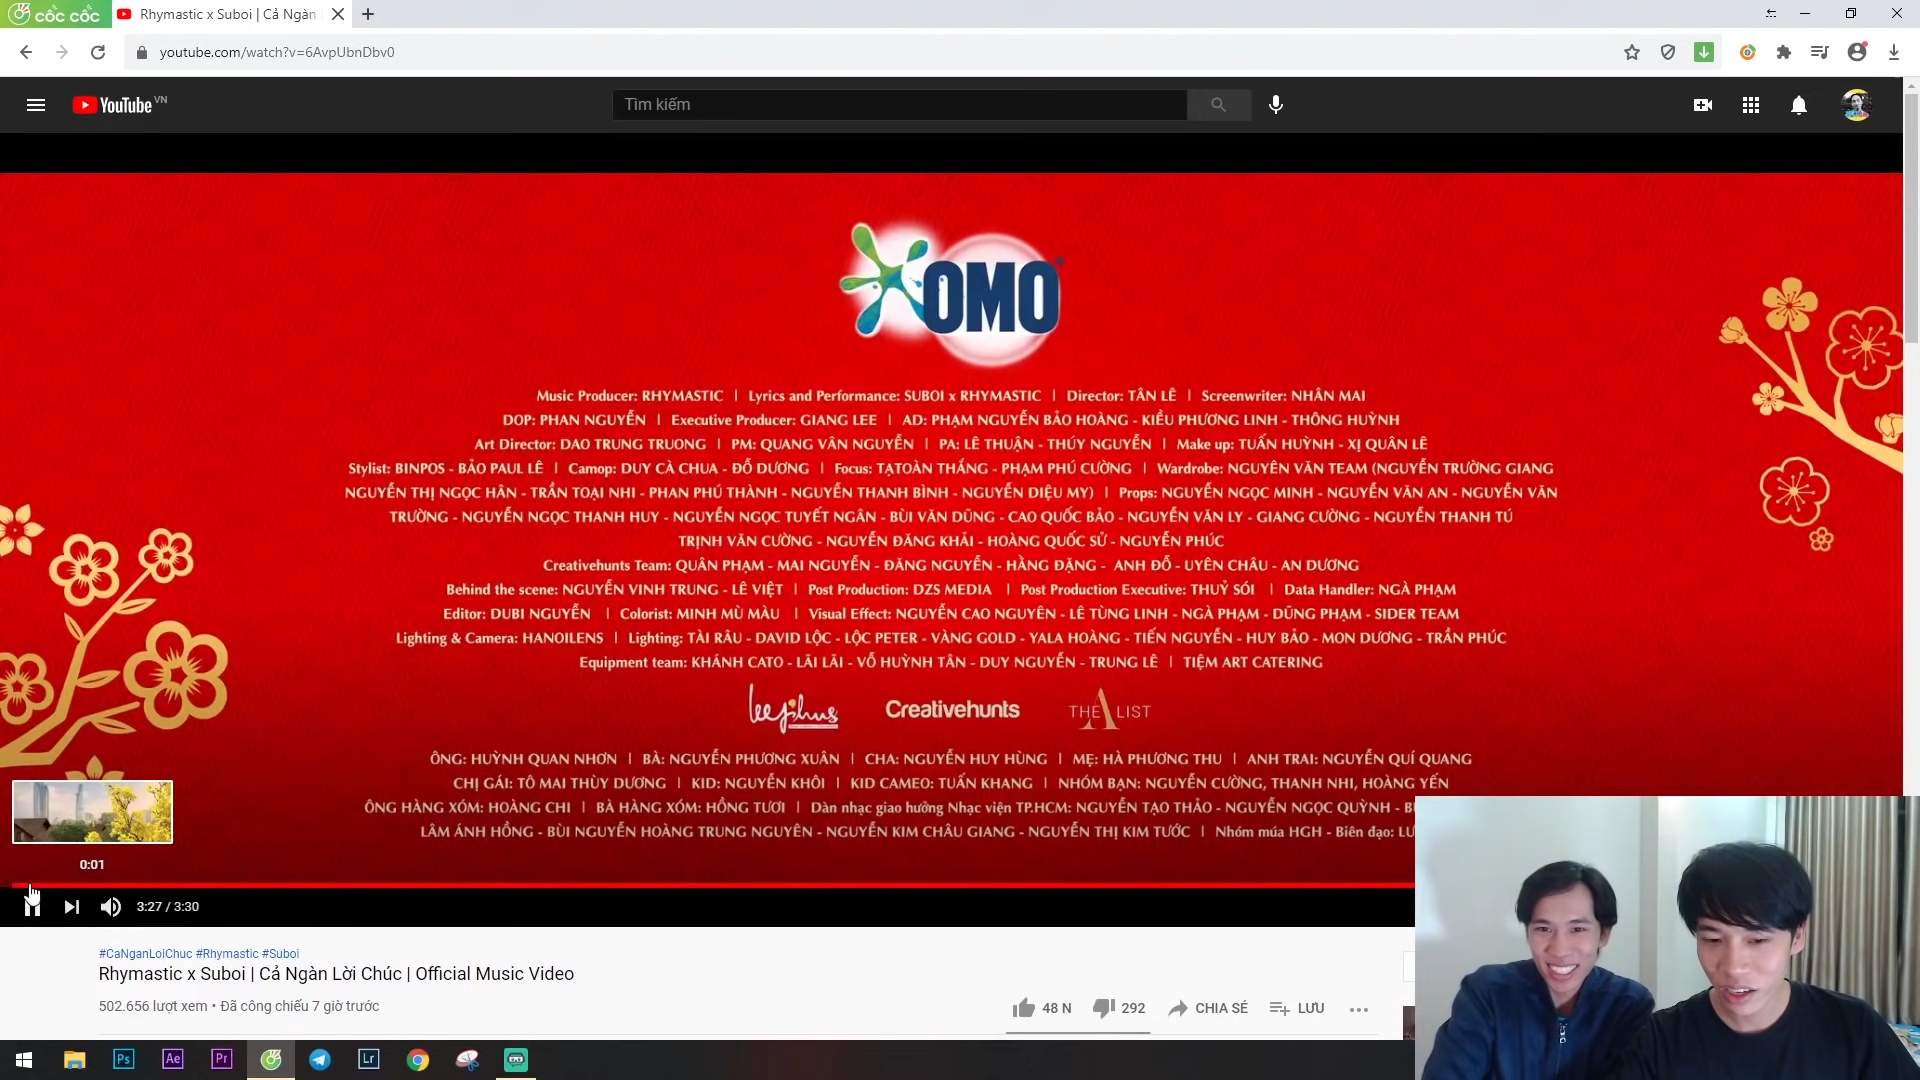 cốc cốc
Rhymastic x Suboi | Cả Ngàn
youtube.com/watch?v=6AvpUbnDbv0
YouTube VN
Tìm kiếm
OMO
Music Producer: RHYMASTIC | Lyrics and Performance: SUBOI x RHYMASTIC | Director: TÂN LÊ | Screenwriter: NHÂN MAI
DOP: PHAN NGUYỄN | Executive Producer: GIANG LEE | AD: PHẠM NGUYỄN BẢO HOÀNG - KIỀU PHƯƠNG LINH - THÔNG HUỲNH
Art Director: DAO TRUNG TRUONG | PM: QUANG VÂN NGUYỄN | PA: LÊ THUẬN - THÚY NGUYỄN | Make up: TUẤN HUỲNH - XỊ QUÂN LÊ
Stylist: BINPOS - BẢO PAUL LÊ | Camop: DUY CÀ CHUA - ĐỖ DƯƠNG | Focus: TẠTOÀN THẮNG - PHẠM PHÚ CƯỜNG | Wardrobe: NGUYÊN VĂN TEAM (NGUYỄN TRƯỜNG GIANG
NGUYỄN THỊ NGỌC HÂN - TRẦN TOẠI NHI - PHAN PHÚ THÀNH - NGUYỄN THANH BÌNH - NGUYỄN DIỆU MY) | Props: NGUYỄN NGỌC MINH - NGUYỄN VĂN AN - NGUYỄN VĂN
TRƯỜNG - NGUYỄN NGỌC THANH HUY - NGUYỄN NGỌC TUYẾT NGÂN - BÙI VĂN DŨNG - CAO QUỐC BẢO - NGUYỄN VĂN LY - GIANG CƯỜNG - NGUYỄN THANH TÚ
TRỊNH VĂN CƯỜNG - NGUYỄN ĐĂNG KHẢI - HOÀNG QUỐC SỬ - NGUYỄN PHÚC
Creativehunts Team: QUÂN PHẠM - MAI NGUYỄN - ĐĂNG NGUYỄN - HẰNG ĐẶNG - ANH ĐỖ - UYÊN CHÂU - AN DƯƠNG
Behind the scene: NGUYỄN VINH TRUNG - LÊ VIỆT | Post Production: DZS MEDIA | Post Production Executive: THUỶ SÓI | Data Handler: NGÀ PHẠM
Editor: DUBI NGUYỄN | Colorist: MINH MÙ MÀU | Visual Effect: NGUYỄN CAO NGUYÊN - LÊ TÙNG LINH - NGÀ PHẠM - DŨNG PHẠM - SIDER TEAM
Lighting & Camera: HANOILENS | Lighting: TÀI RÂU - DAVID LỘC - LỘC PETER - VÀNG GOLD - YALA HOÀNG - TIẾN NGUYỄN - HUY BẢO - MON DƯƠNG - TRẦN PHÚC
Equipment team: KHÁNH CATO - LÃI LÃI - VÕ HUỲNH TÂN - DUY NGUYỄN - TRUNG LÊ | TIỆM ART CATERING
Creativehunts THE A LIST
ÔNG: HUỲNH QUAN NHƠN | BÀ: NGUYỄN PHƯƠNG XUÂN | CHA: NGUYỄN HUY HÙNG | MẸ: HÀ PHƯƠNG THU | ANH TRAI: NGUYỄN QUÍ QUANG
CHỊ GÁI: TÔ MAI THÙY DƯƠNG | KID: NGUYỄN KHÔI | KID CAMEO: TUẤN KHANG | NHÓM BẠN: NGUYỄN CƯỜNG, THANH NHI, HOÀNG YẾN
ÔNG HÀNG XÓM: HOÀNG CHI | BÀ HÀNG XÓM: HỒNG TƯƠI | Dàn nhạc giao hưởng Nhạc viện TP.HCM: NGUYỄN TẠO THẢO - NGUYỄN NGỌC QUỲNH -
LÂM ÁNH HỒNG - BÙI NGUYỄN HOÀNG TRUNG NGUYÊN - NGUYỄN KIM CHÂU GIANG - NGUYỄN THỊ KIM TƯỚC | Nhóm múa HGH - Biên đạo:
0:01
3:27 / 3:30
#CaNganLoiChuc #Rhymastic #Suboi
Rhymastic x Suboi | Cả Ngàn Lời Chúc | Official Music Video
502.656 lượt xem • Đã công chiếu 7 giờ trước
48 N 292 CHIA SẺ LƯU
Ps Ae Pr Lr